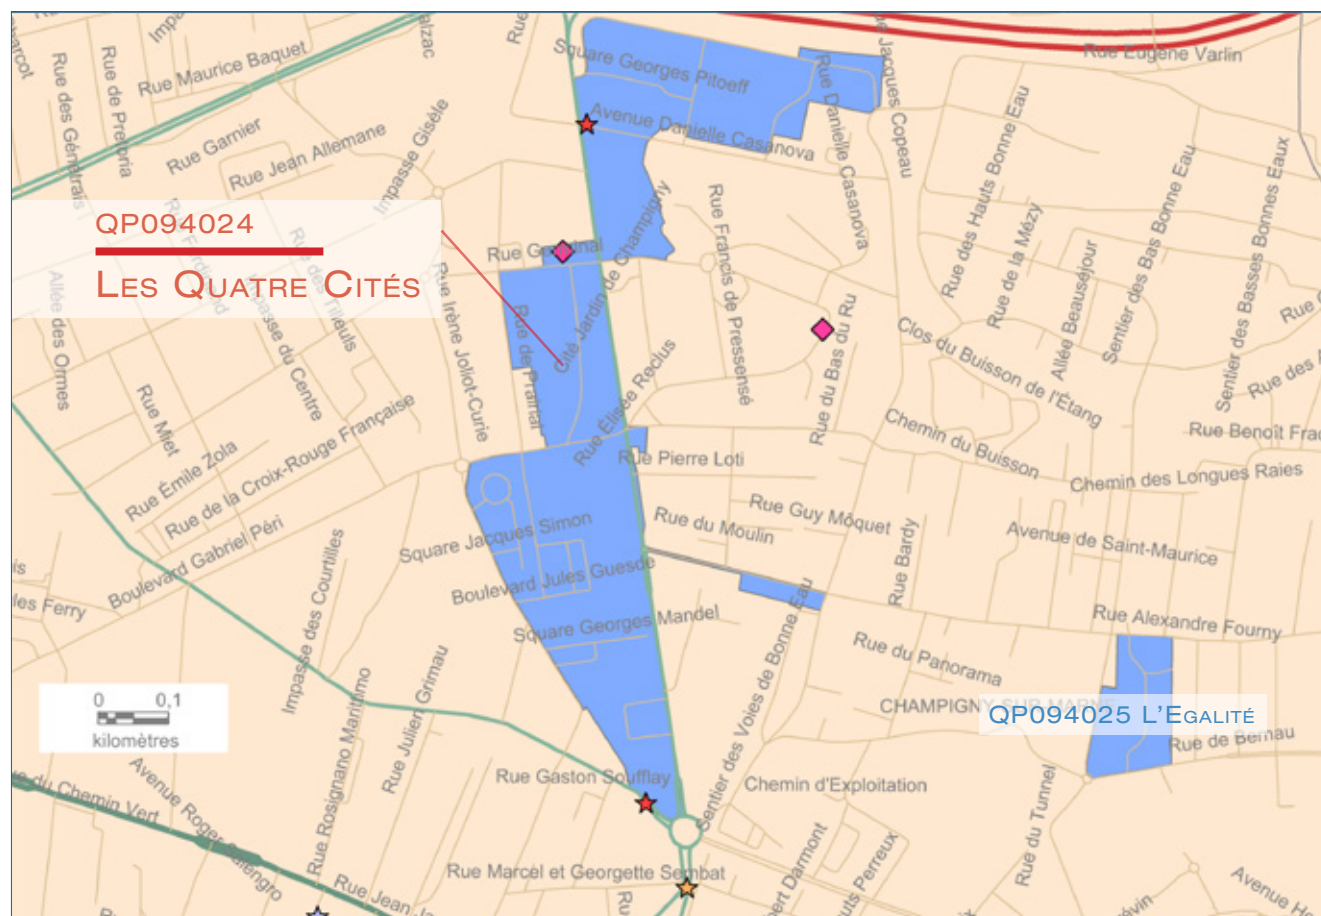 Rue Eugène Varlin
Rue Maurice Baquet
Square Georges Pitoeff
Rue Jacques Copeau
Rue de Pretoria
Rue des Générals
Rue Garnier
Rue Jean Allemane
Impasse Gisèle
Avenue Danielle Casanova
Rue Danielle Casanova
Rue des Hauts Bonne Eau
Rue de la Mézy
Allée Beauséjour
Sentier des Bas Bonne Eau
Sentier des Basses Bonnes Eaux
QP094024
LES QUATRE CITÉS
Rue des Tilleuls
Impasse du Centre
Allée des Ormes
Rue Irène Joliot-Curie
Cité Jardin de Champigny
Rue Francis de Pressensé
Rue du Bas du Ru
Clos du Buisson de l'Étang
Rue Élisée Reclus
Rue Miet
Rue Émile Zola
Rue de la Croix-Rouge Française
Boulevard Gabriel Péri
Chemin du Buisson
Chemin des Longues Raies
Rue Pierre Loti
Rue du Moulin
Rue Guy Môquet
Rue Bardy
Avenue de Saint-Maurice
Square Jacques Simon
Boulevard Jules Guesde
Square Georges Mandel
Impasse des Courtilles
Rue Alexandre Fourny
Rue du Panorama
QP094025 L'EGALITÉ
Rue de Bernau
Sentier des Voies de Bonne Eau
0 0,1
kilomètres
Rue Julien Grimau
Rue Rosignano Marittimo
Rue Gaston Soufflay
Chemin d'Exploitation
Rue du Tunnel
du Chemin Vert
Avenue Roger Salengro
Rue Marcel et Georgette Sembat